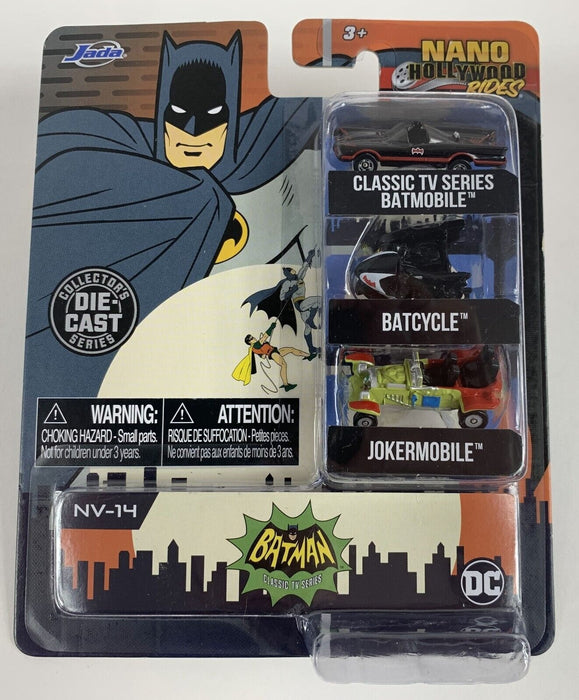 Jada
3+
NANO
HOLLYWOOD
RIDES
CLASSIC TV SERIES
BATMOBILE™
BATCYCLE™
JOKERMOBILE™
COLLECTOR'S
DIE-
CAST
SERIES
WARNING:
CHOKING HAZARD - Small parts.
Not for children under 3 years.
ATTENTION:
RISQUE DE SUFFOCATION - Petites pièces.
Ne convient pas aux enfants de moins de 3 ans.
NV-14
BATMAN
CLASSIC TV SERIES
DC